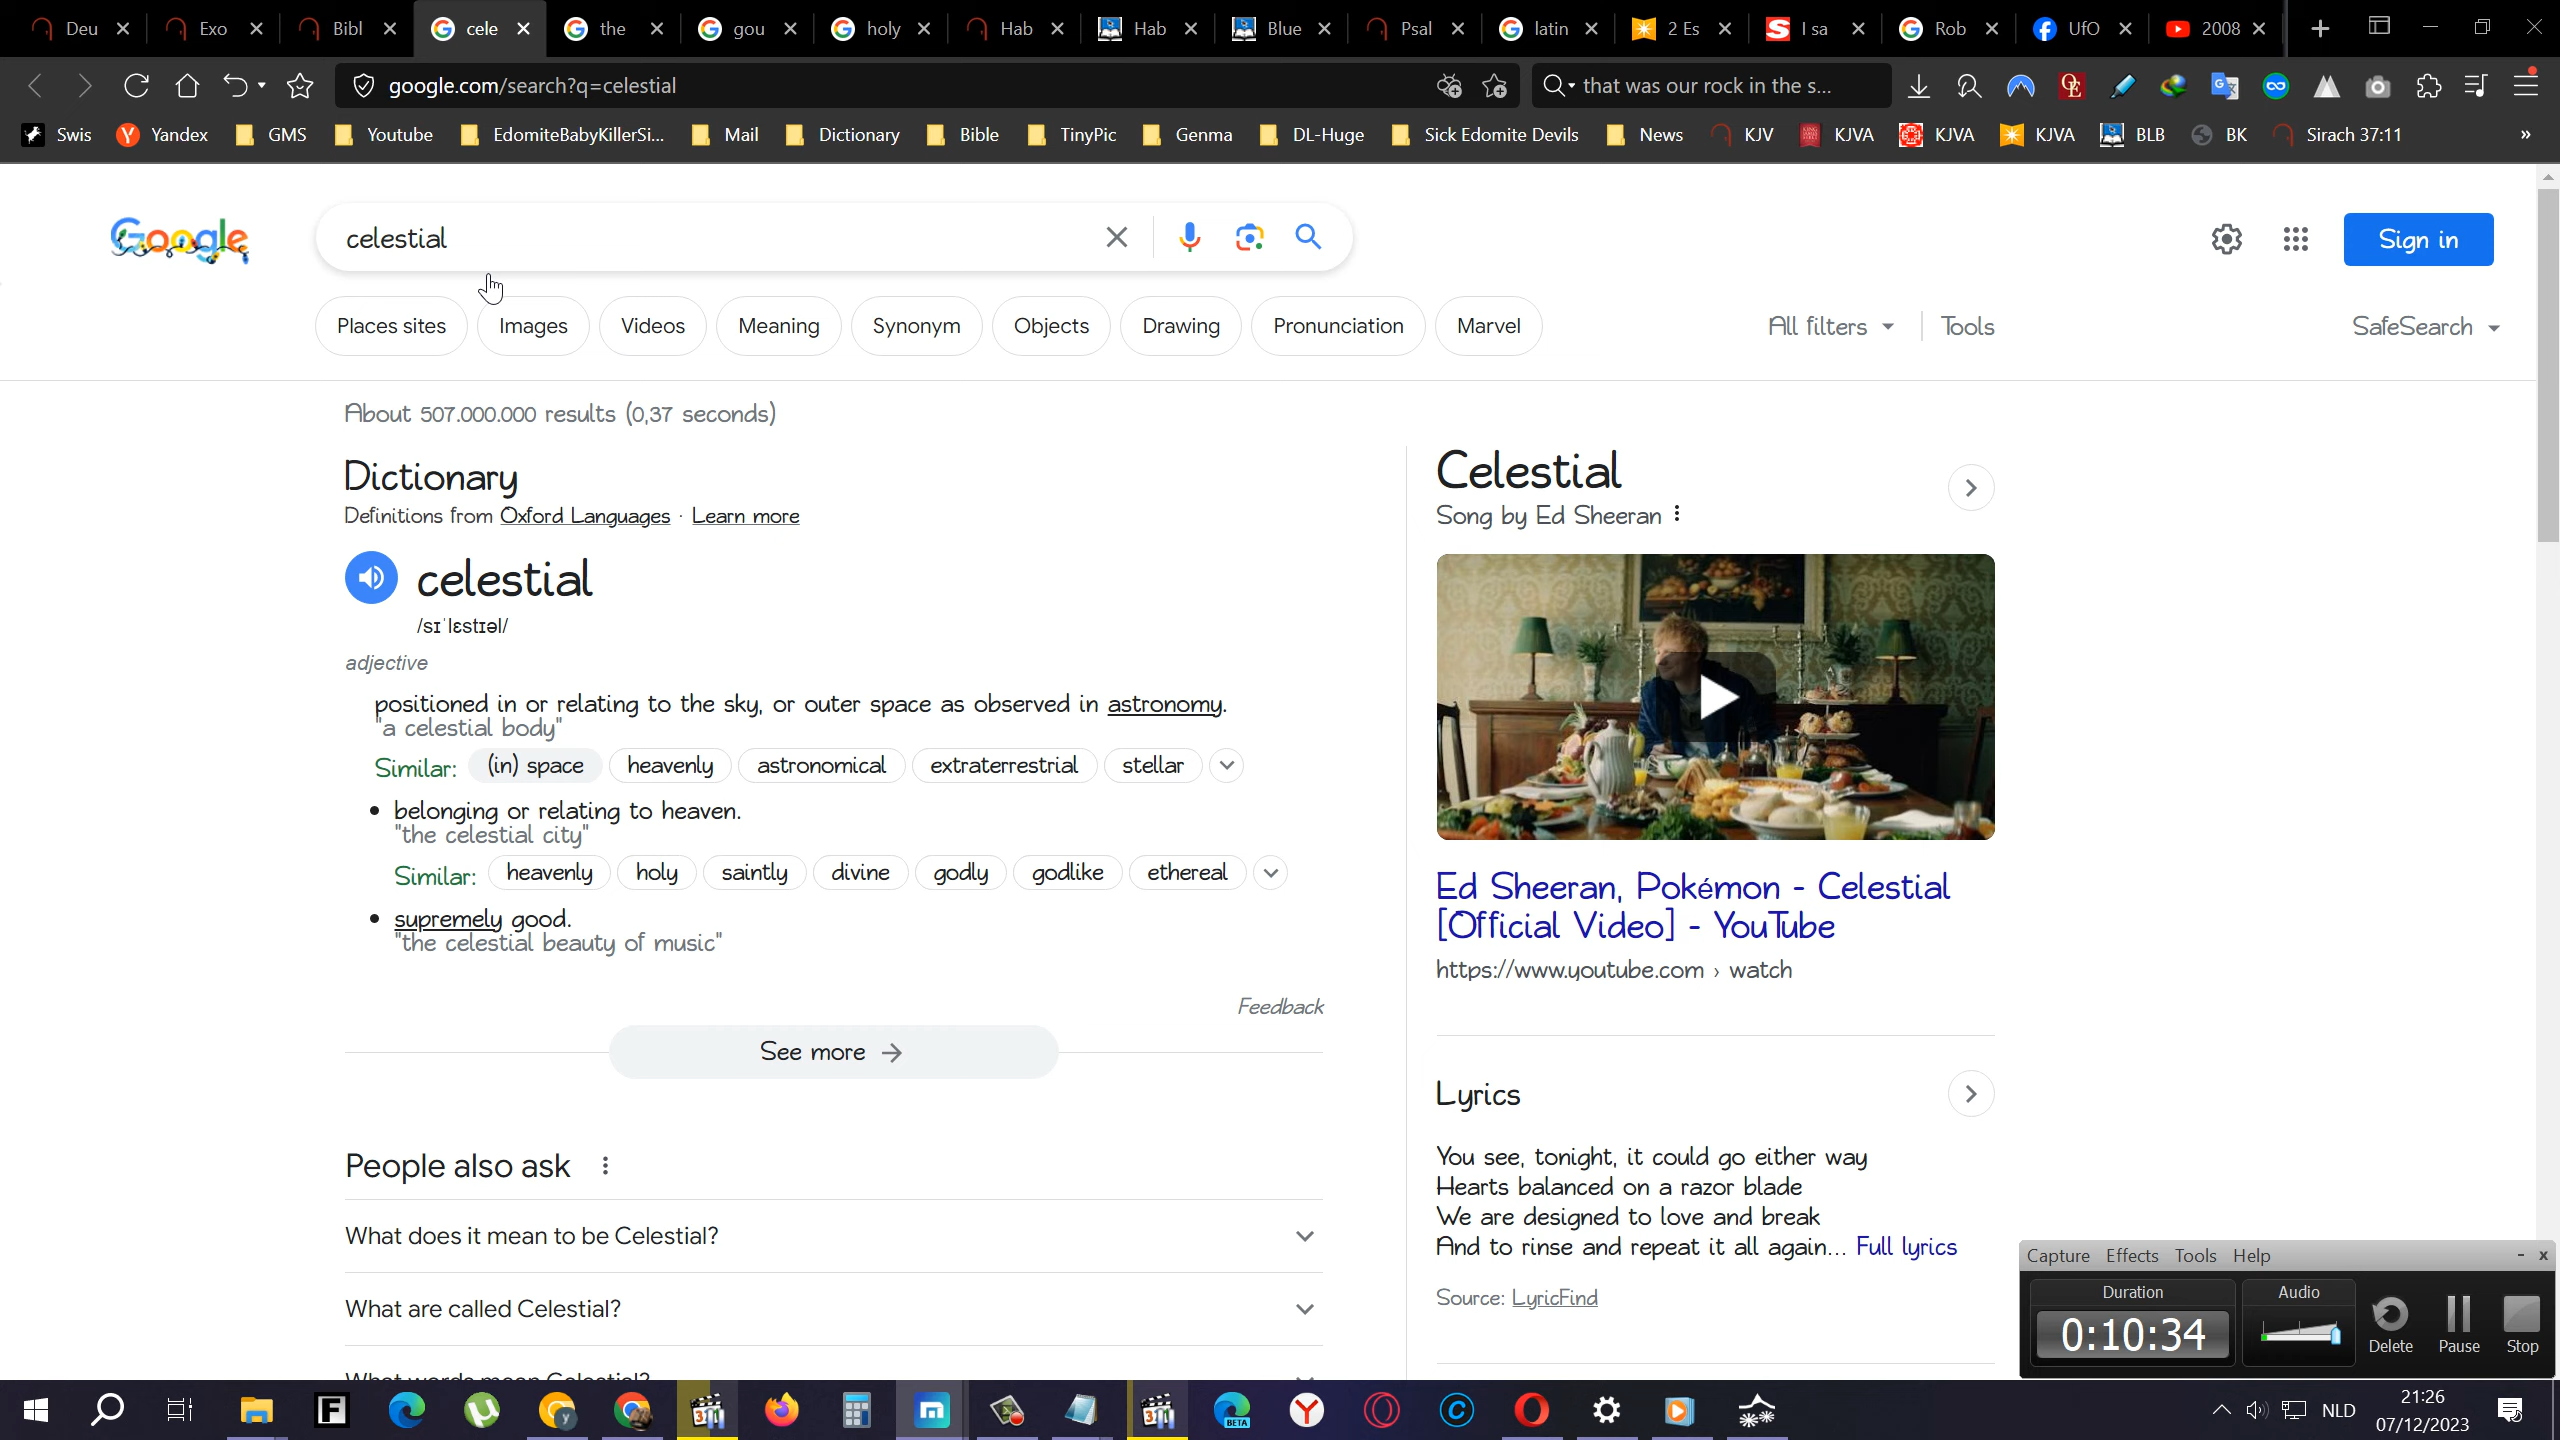 Deu
Exo
Bibl
cele
the
gou
holy
Hab
Hab
Blue
Psal
latin
2 Es
I sa
Rob
UfO
2008
google.com/search?q=celestial
that was our rock in the s...
Swis
Yandex
GMS
Youtube
EdomiteBabyKillerSi...
Mail
Dictionary
Bible
TinyPic
Genma
DL-Huge
Sick Edomite Devils
News
KJV
KJVA
KJVA
KJVA
BLB
BK
Sirach 37:11
»
Google
celestial
Sign in
Places sites
Images
Videos
Meaning
Synonym
Objects
Drawing
Pronunciation
Marvel
All filters
Tools
SafeSearch
About 507.000.000 results (0,37 seconds)
Dictionary
Definitions from Oxford Languages · Learn more
celestial
/sɪˈlɛstɪəl/
adjective
positioned in or relating to the sky, or outer space as observed in astronomy.
"a celestial body"
Similar: (in) space heavenly astronomical extraterrestrial stellar
• belonging or relating to heaven.
"the celestial city"
Similar: heavenly holy saintly divine godly godlike ethereal
• supremely good.
"the celestial beauty of music"
Feedback
See more →
People also ask
What does it mean to be Celestial?
What are called Celestial?
What words mean Celestial?
Celestial
Song by Ed Sheeran
Ed Sheeran, Pokémon - Celestial
[Official Video] - YouTube
https://www.youtube.com › watch
Lyrics
You see, tonight, it could go either way
Hearts balanced on a razor blade
We are designed to love and break
And to rinse and repeat it all again... Full lyrics
Source: LyricFind
Capture Effects Tools Help
Duration
Audio
0:10:34
Delete
Pause
Stop
NLD
21:26
07/12/2023